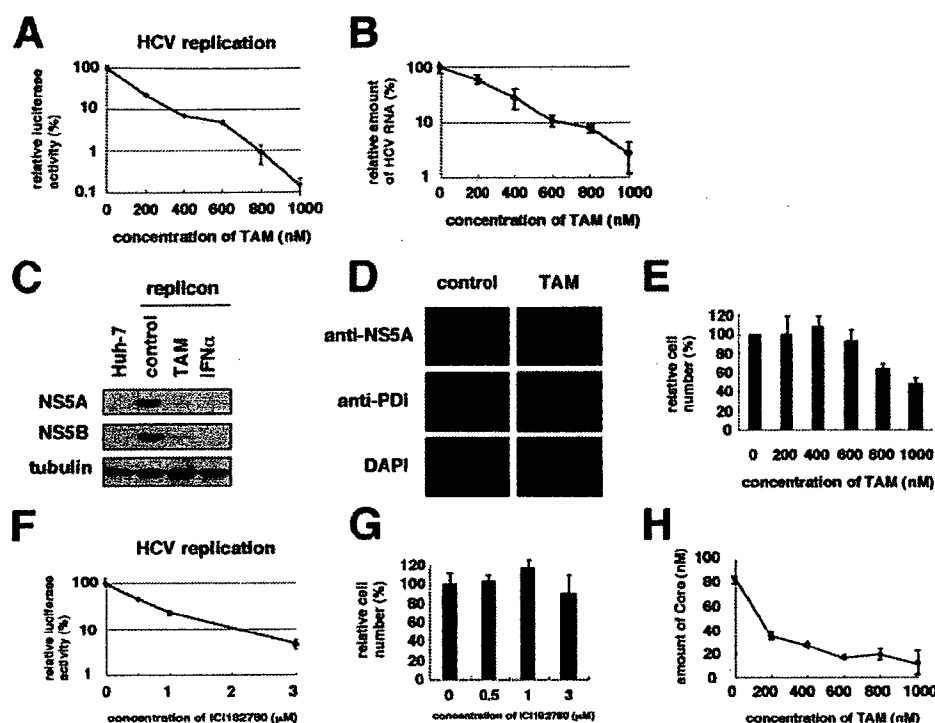 A
HCV replication
relative luciferase
activity (%)
100
10
1
0.1
0 200 400 600 800 1000
concentration of TAM (nM)
B
relative amount
of HCV RNA (%)
100
10
1
0 200 400 600 800 1000
concentration of TAM (nM)
C
replicon
Huh-7
control
TAM
IFNα
NS5A
NS5B
tubulin
D
control TAM
anti-NS5A
anti-PDI
DAPI
E
relative cell
number (%)
120
100
80
60
40
20
0
0 200 400 600 800 1000
concentration of TAM (nM)
F
HCV replication
relative luciferase
activity (%)
100
10
1
0 1 2 3
concentration of ICI182780 (μM)
G
relative cell
number (%)
120
100
80
60
40
20
0
0 0.5 1 3
concentration of ICI182780 (μM)
H
amount of Core (nM)
100
80
60
40
20
0
0 200 400 600 800 1000
concentration of TAM (nM)